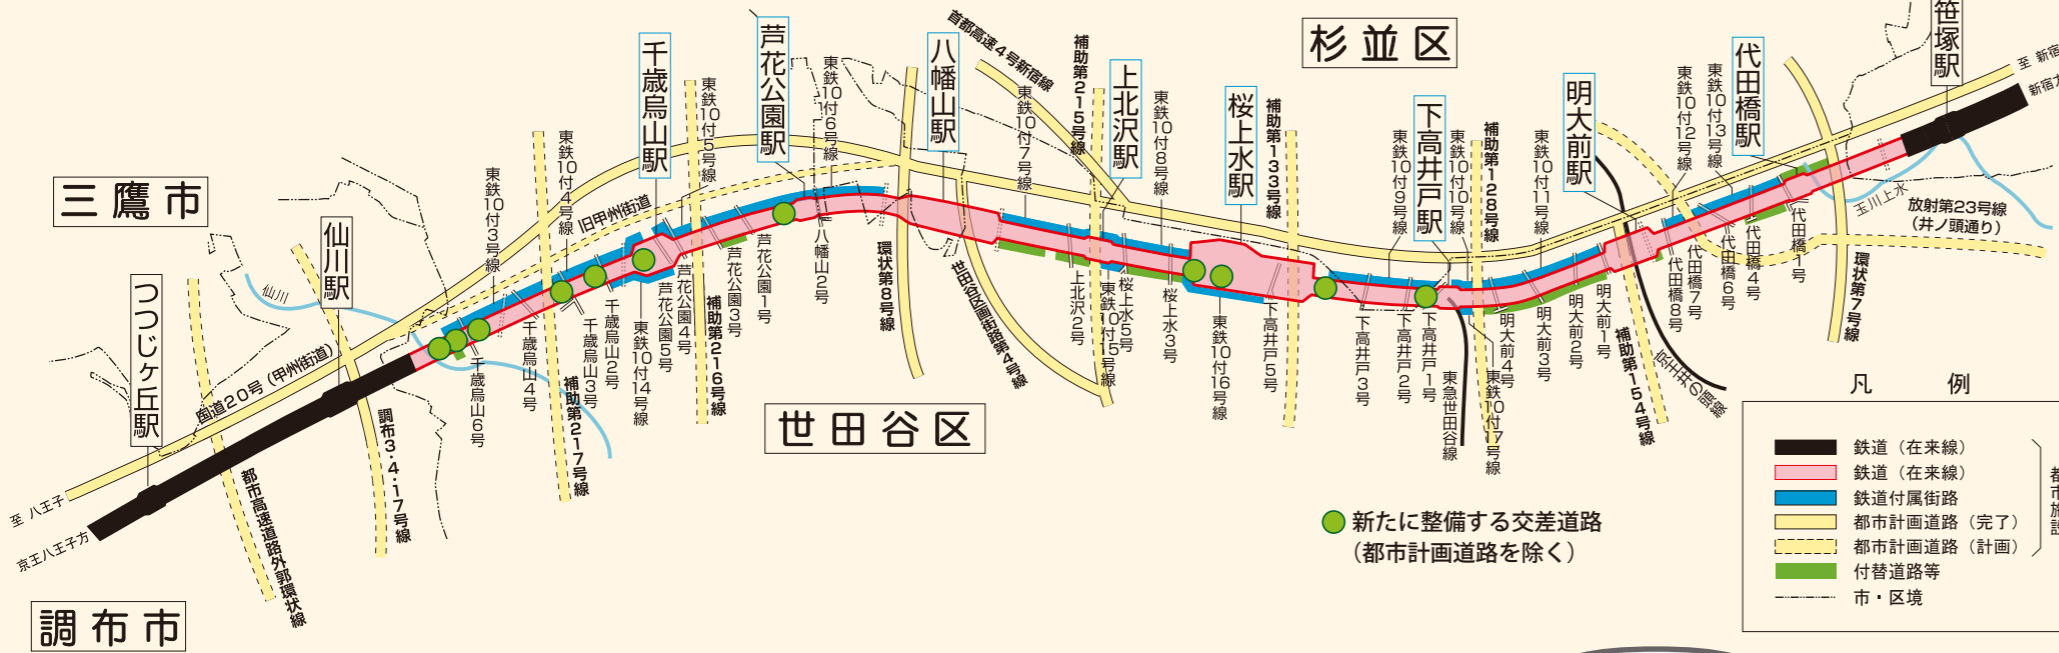 三鷹市
調布市
世田谷区
杉並区
つつじヶ丘駅
仙川駅
千歳烏山駅
芦花公園駅
八幡山駅
上北沢駅
桜上水駅
下高井戸駅
明大前駅
代田橋駅
笹塚駅
至 八王子
京王八王子方
国道20号（甲州街道）
仙川
旧甲州街道
首都高速4号新宿線
至 新宿
玉川上水
放射第23号線
（井ノ頭通り）
都市高速道路外郭環状線
調布3・4・17号線
補助第217号線
補助第216号線
環状第8号線
世田谷区画街路第4号線
補助第215号線
補助第133号線
補助第128号線
補助第154号線
環状第7号線
東急世田谷線
京王井の頭線
東鉄10付3号線
東鉄10付4号線
東鉄10付5号線
東鉄10付6号線
東鉄10付7号線
東鉄10付8号線
東鉄10付9号線
東鉄10付10号線
東鉄10付11号線
東鉄10付12号線
東鉄10付13号線
東鉄10付14号線
東鉄10付15号線
東鉄10付16号線
東鉄10付17号線
千歳烏山6号
千歳烏山4号
千歳烏山3号
千歳烏山2号
芦花公園5号
芦花公園4号
芦花公園3号
芦花公園1号
八幡山2号
上北沢2号
桜上水5号
桜上水3号
下高井戸5号
下高井戸3号
下高井戸2号
下高井戸1号
明大前4号
明大前3号
明大前2号
明大前1号
代田橋8号
代田橋7号
代田橋6号
代田橋4号
代田橋1号
新たに整備する交差道路
（都市計画道路を除く）
凡 例
鉄道（在来線）
鉄道（在来線）
鉄道付属街路
都市計画道路（完了）
都市計画道路（計画）
付替道路等
市・区境
都市施設